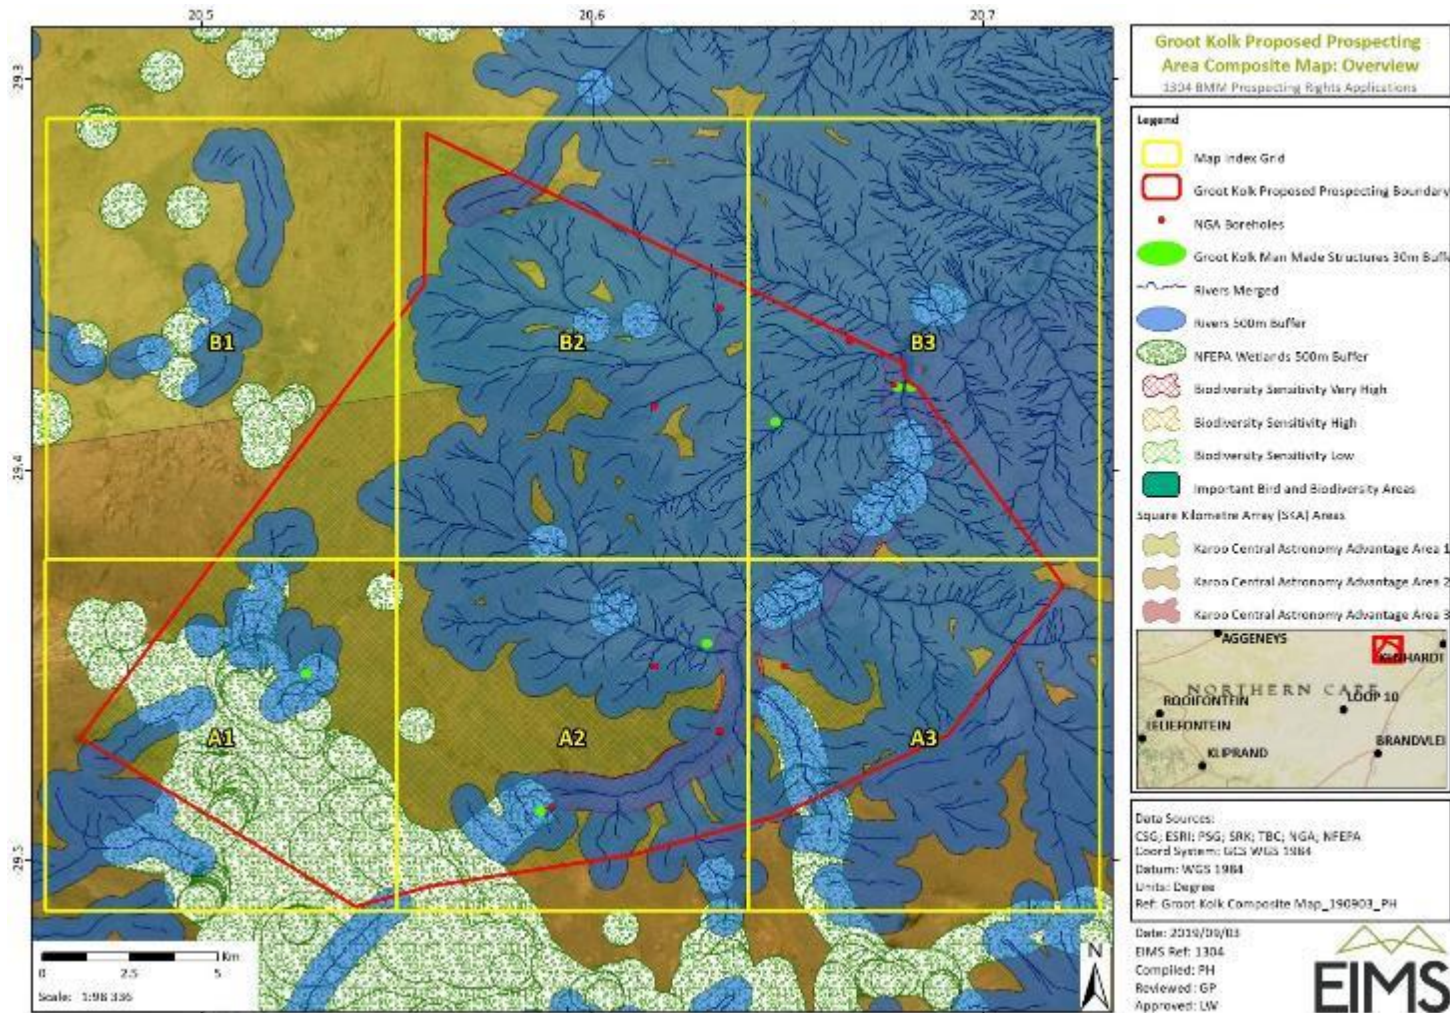 20.5 20.6 20.7
29.3
29.4
29.5
B1 B2 B3
A1 A2 A3
0 2.5 5 Km
Scale: 1:98 336
N
Groot Kolk Proposed Prospecting
Area Composite Map: Overview
1304 BMM Prospecting Rights Applications
Legend
Map Index Grid
Groot Kolk Proposed Prospecting Boundary
NGA Boreholes
Groot Kolk Man Made Structures 30m Buffe
Rivers Merged
Rivers 500m Buffer
NFEPA Wetlands 500m Buffer
Biodiversity Sensitivity Very High
Biodiversity Sensitivity High
Biodiversity Sensitivity Low
Important Bird and Biodiversity Areas
Square Kilometre Array (SKA) Areas
Karoo Central Astronomy Advantage Area 1
Karoo Central Astronomy Advantage Area 2
Karoo Central Astronomy Advantage Area 3
AGGENEYS
KENHARDT
NORTHERN CAPE
ROOIFONTEIN
LOOP 10
LELIEFONTEIN
KLIPRAND
BRANDVLEI
Data Sources:
CSG; ESRI; PSG; SRK; TBC; NGA; NFEPA
Coord System: GCS WGS 1984
Datum: WGS 1984
Units: Degree
Ref: Groot Kolk Composite Map_190903_PH
Date: 2019/09/03
EIMS Ref: 1304
Compiled: PH
Reviewed: GP
Approved: LW
EIMS